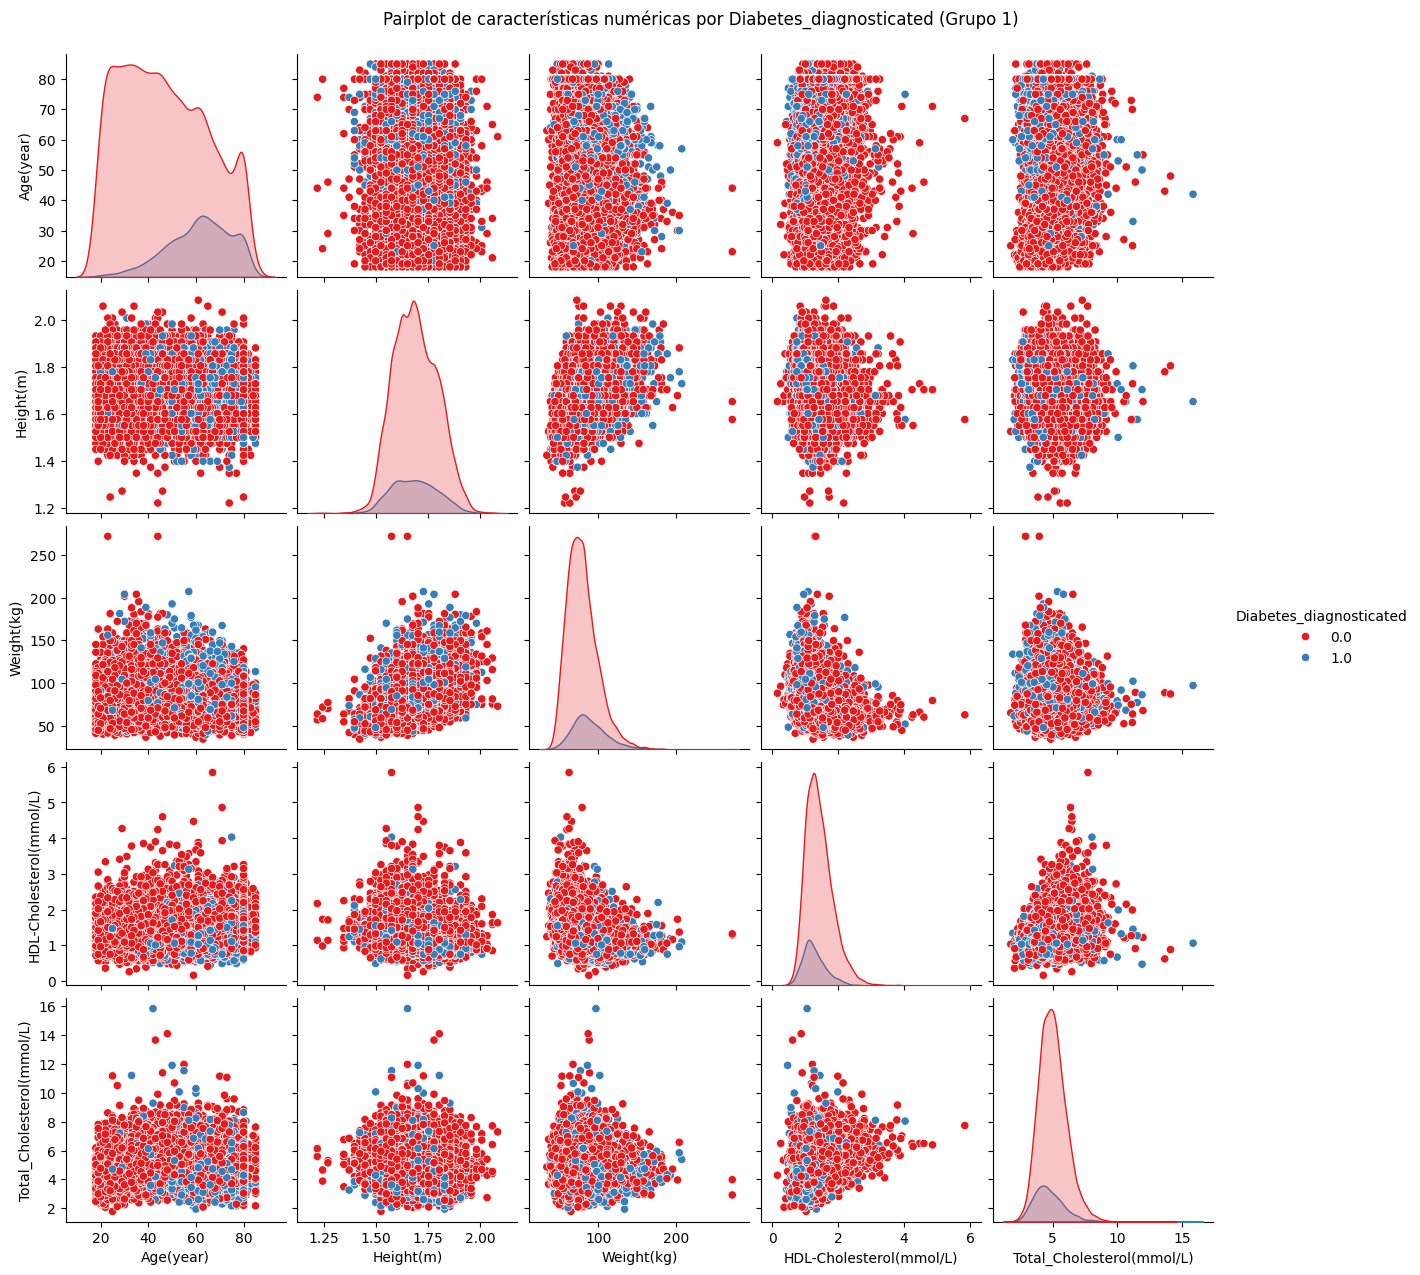 Pairplot de características numéricas por Diabetes_diagnosticated (Grupo 1)
Age(year)
80
70
60
50
40
30
20
Height(m)
2.0
1.8
1.6
1.4
1.2
Weight(kg)
250
200
150
100
50
HDL-Cholesterol(mmol/L)
6
5
4
3
2
1
0
Total_Cholesterol(mmol/L)
16
14
12
10
8
6
4
2
20 40 60 80
Age(year)
1.25 1.50 1.75 2.00
Height(m)
100 200
Weight(kg)
0 2 4 6
HDL-Cholesterol(mmol/L)
5 10 15
Total_Cholesterol(mmol/L)
Diabetes_diagnosticated
0.0
1.0